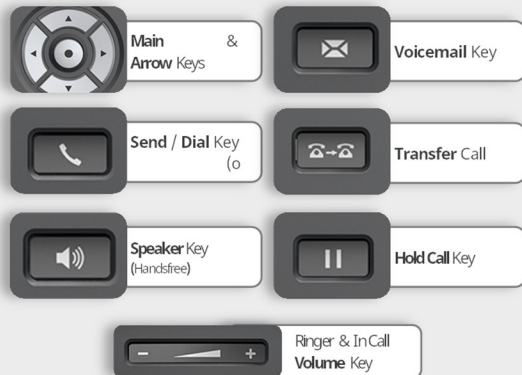 Main &
Arrow Keys
Voicemail Key
Send / Dial Key
(o
Transfer Call
Speaker Key
(Handsfree)
Hold Call Key
- +
Ringer & In Call
Volume Key